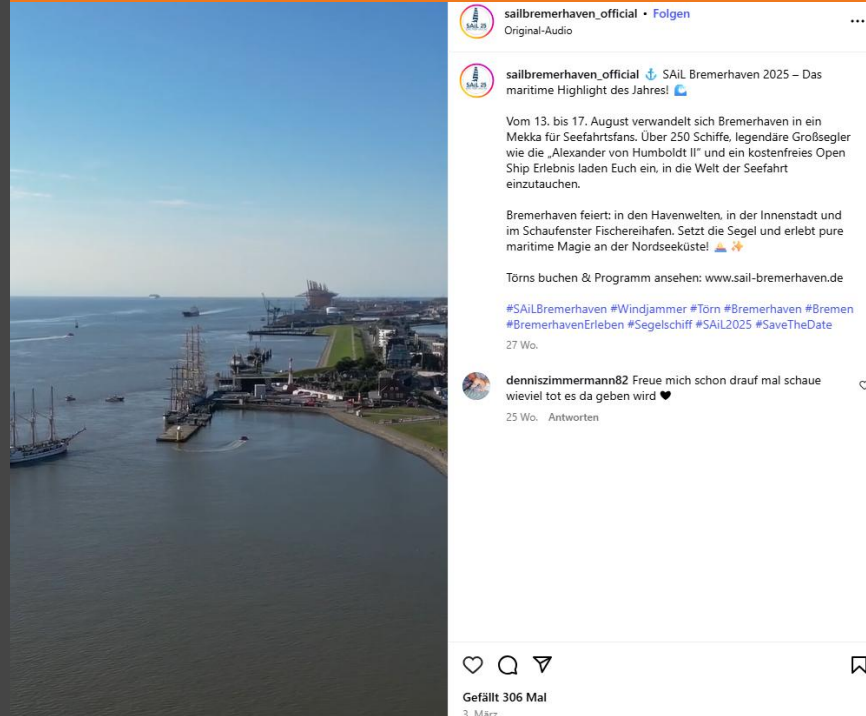 sailbremerhaven_official • Folgen
Original-Audio
SAiL 25
SAiL 25
sailbremerhaven_official ⚓ SAiL Bremerhaven 2025 – Das
maritime Highlight des Jahres! 🌊
Vom 13. bis 17. August verwandelt sich Bremerhaven in ein
Mekka für Seefahrtsfans. Über 250 Schiffe, legendäre Großsegler
wie die „Alexander von Humboldt II" und ein kostenfreies Open
Ship Erlebnis laden Euch ein, in die Welt der Seefahrt
einzutauchen.
Bremerhaven feiert: in den Havenwelten, in der Innenstadt und
im Schaufenster Fischereihafen. Setzt die Segel und erlebt pure
maritime Magie an der Nordseeküste! ⛵ ✨
Törns buchen & Programm ansehen: www.sail-bremerhaven.de
#SAiLBremerhaven #Windjammer #Törn #Bremerhaven #Bremen
#BremerhavenErleben #Segelschiff #SAiL2025 #SaveTheDate
27 Wo.
denniszimmermann82 Freue mich schon drauf mal schaue
wieviel tot es da geben wird 🖤
25 Wo. Antworten
Gefällt 306 Mal
3. März